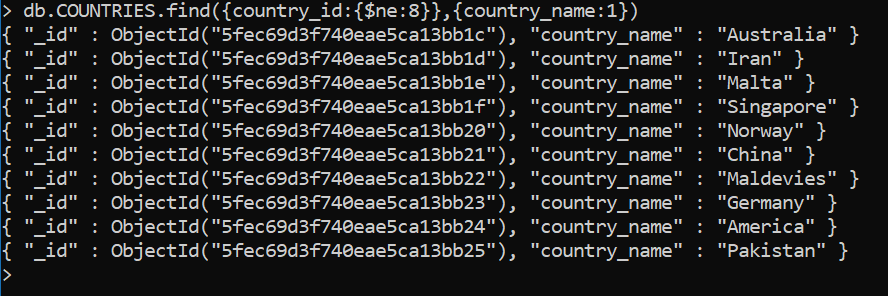 > db.COUNTRIES.find({country_id:{$ne:8}},{country_name:1})
{ "_id" : ObjectId("5fec69d3f740eae5ca13bb1c"), "country_name" : "Australia" }
{ "_id" : ObjectId("5fec69d3f740eae5ca13bb1d"), "country_name" : "Iran" }
{ "_id" : ObjectId("5fec69d3f740eae5ca13bb1e"), "country_name" : "Malta" }
{ "_id" : ObjectId("5fec69d3f740eae5ca13bb1f"), "country_name" : "Singapore" }
{ "_id" : ObjectId("5fec69d3f740eae5ca13bb20"), "country_name" : "Norway" }
{ "_id" : ObjectId("5fec69d3f740eae5ca13bb21"), "country_name" : "China" }
{ "_id" : ObjectId("5fec69d3f740eae5ca13bb22"), "country_name" : "Maldevies" }
{ "_id" : ObjectId("5fec69d3f740eae5ca13bb23"), "country_name" : "Germany" }
{ "_id" : ObjectId("5fec69d3f740eae5ca13bb24"), "country_name" : "America" }
{ "_id" : ObjectId("5fec69d3f740eae5ca13bb25"), "country_name" : "Pakistan" }
>